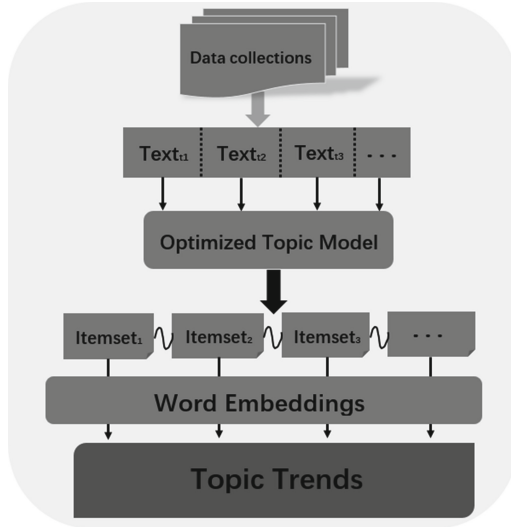 Data collections
Textt1 Textt2 Textt3 ...
Optimized Topic Model
Itemset1 Itemset2 Itemset3 ...
Word Embeddings
Topic Trends